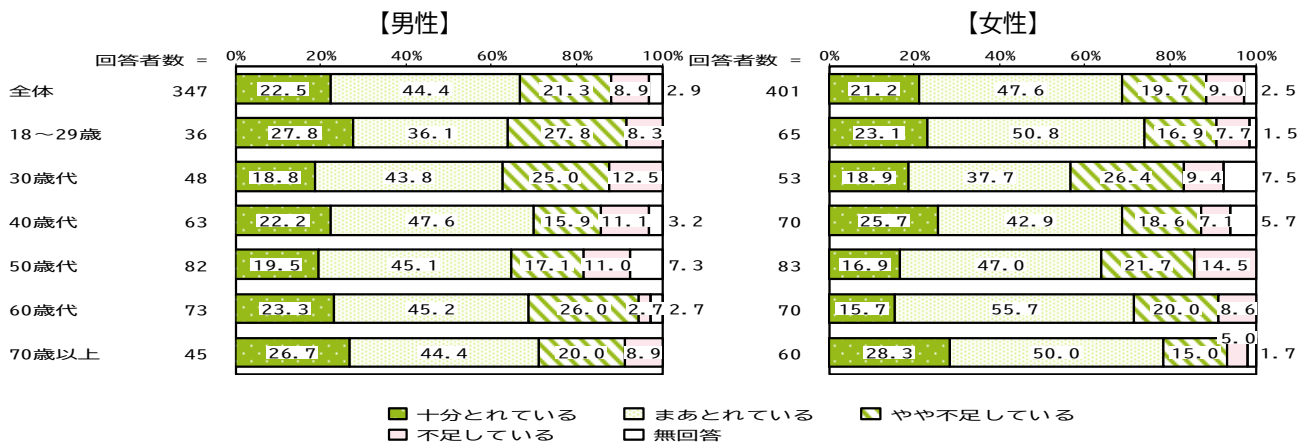 【男性】 【女性】
回答者数 = 0% 20% 40% 60% 80% 100% 回答者数 = 0% 20% 40% 60% 80% 100%
全体 347 22.5 44.4 21.3 8.9 2.9 401 21.2 47.6 19.7 9.0 2.5
18～29歳 36 27.8 36.1 27.8 8.3 65 23.1 50.8 16.9 7.7 1.5
30歳代 48 18.8 43.8 25.0 12.5 53 18.9 37.7 26.4 9.4 7.5
40歳代 63 22.2 47.6 15.9 11.1 3.2 70 25.7 42.9 18.6 7.1 5.7
50歳代 82 19.5 45.1 17.1 11.0 7.3 83 16.9 47.0 21.7 14.5
60歳代 73 23.3 45.2 26.0 2.7 2.7 70 15.7 55.7 20.0 8.6
70歳以上 45 26.7 44.4 20.0 8.9 60 28.3 50.0 15.0 5.0 1.7
十分とれている まあとれている やや不足している
不足している 無回答